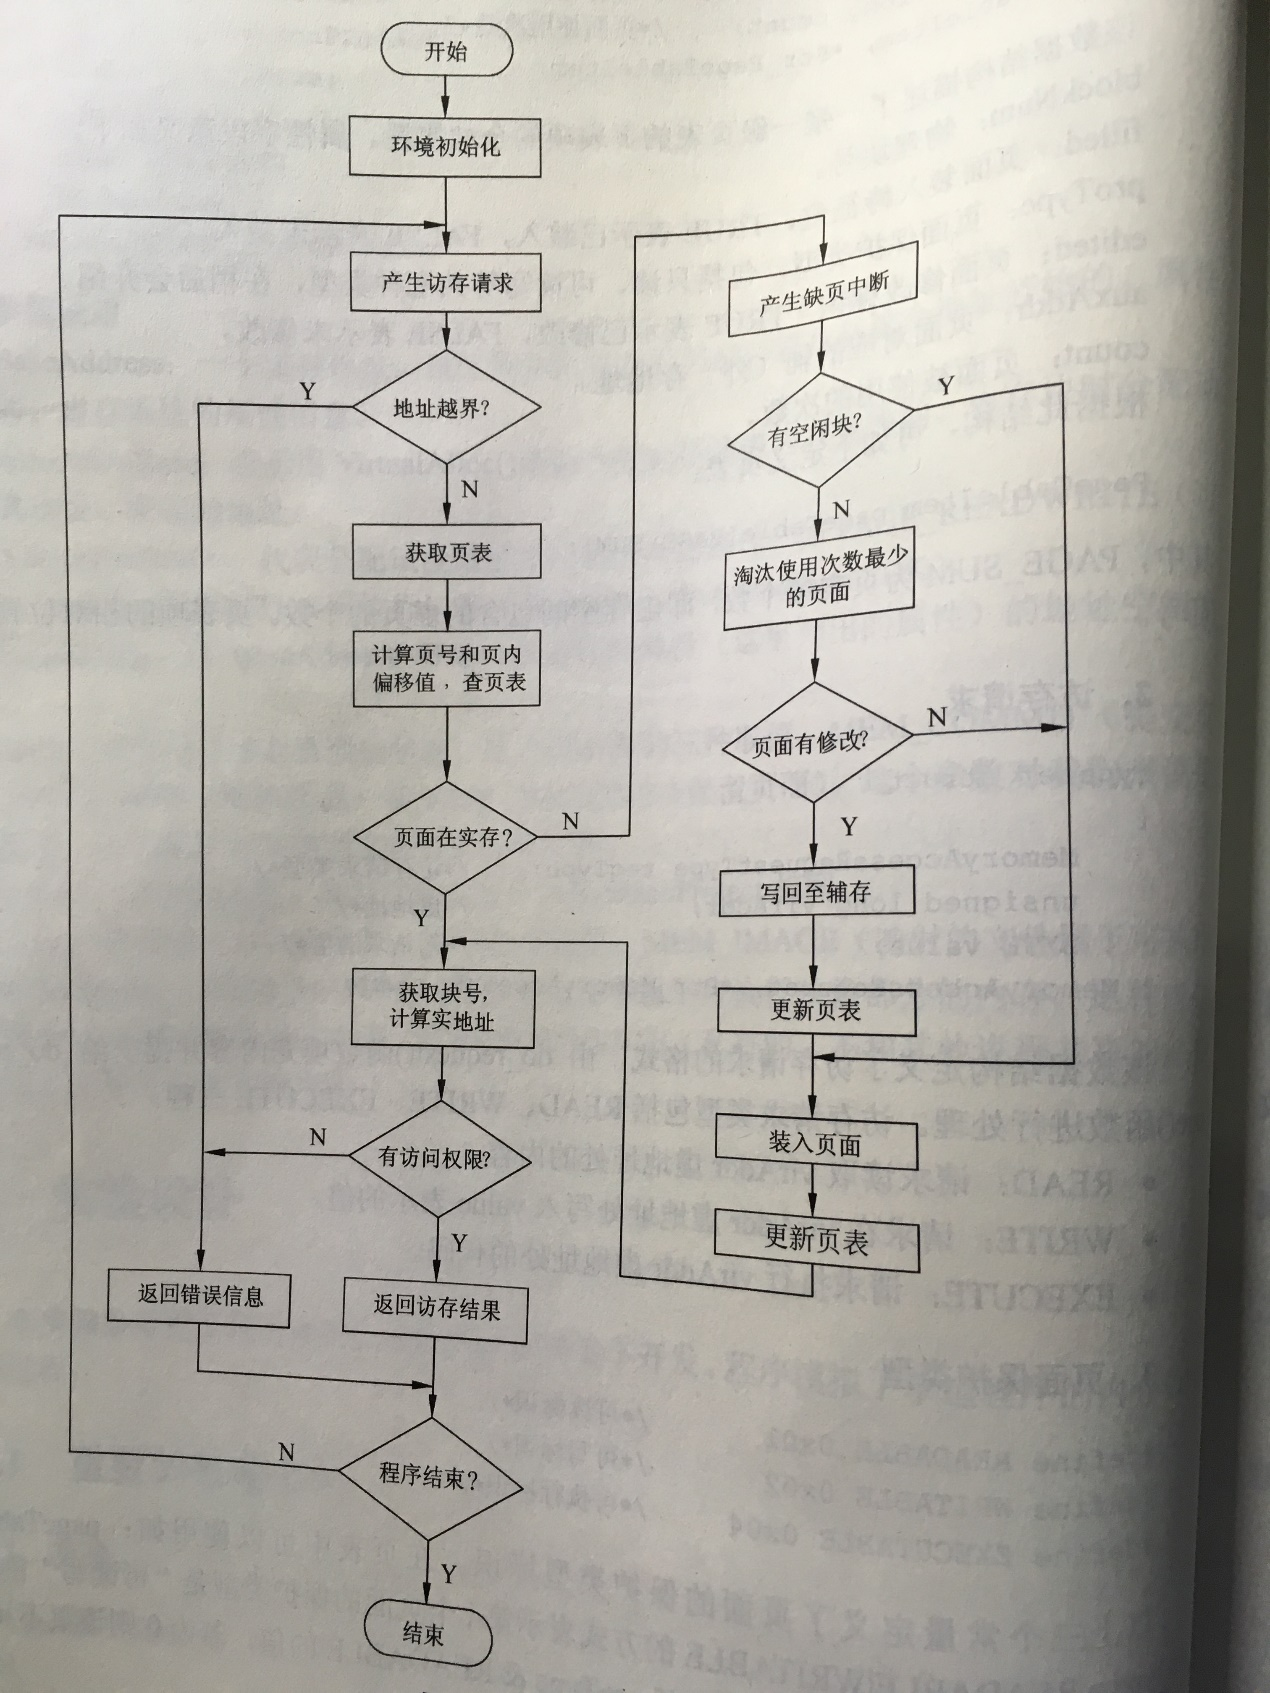 开始
环境初始化
产生访存请求
地址越界?
Y
N
获取页表
计算页号和页内
偏移值，查页表
页面在实存?
N
Y
获取块号，
计算实地址
有访问权限?
N
Y
返回错误信息
返回访存结果
程序结束?
N
Y
结束
产生缺页中断
有空闲块?
Y
N
淘汰使用次数最少
的页面
页面有修改?
N
Y
写回至辅存
更新页表
装入页面
更新页表